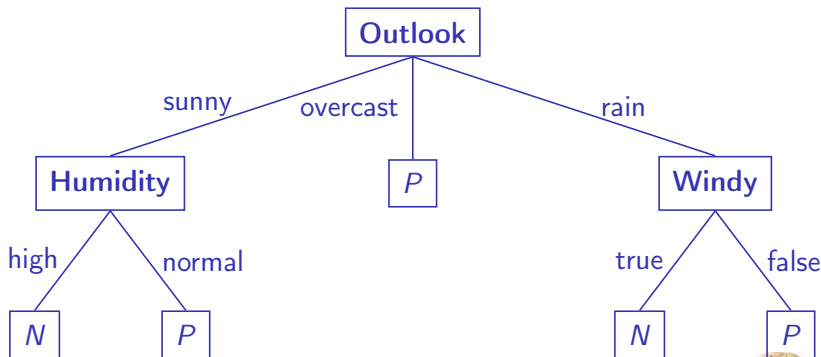 Outlook
sunny overcast rain
Humidity P Windy
high normal true false
N P N P